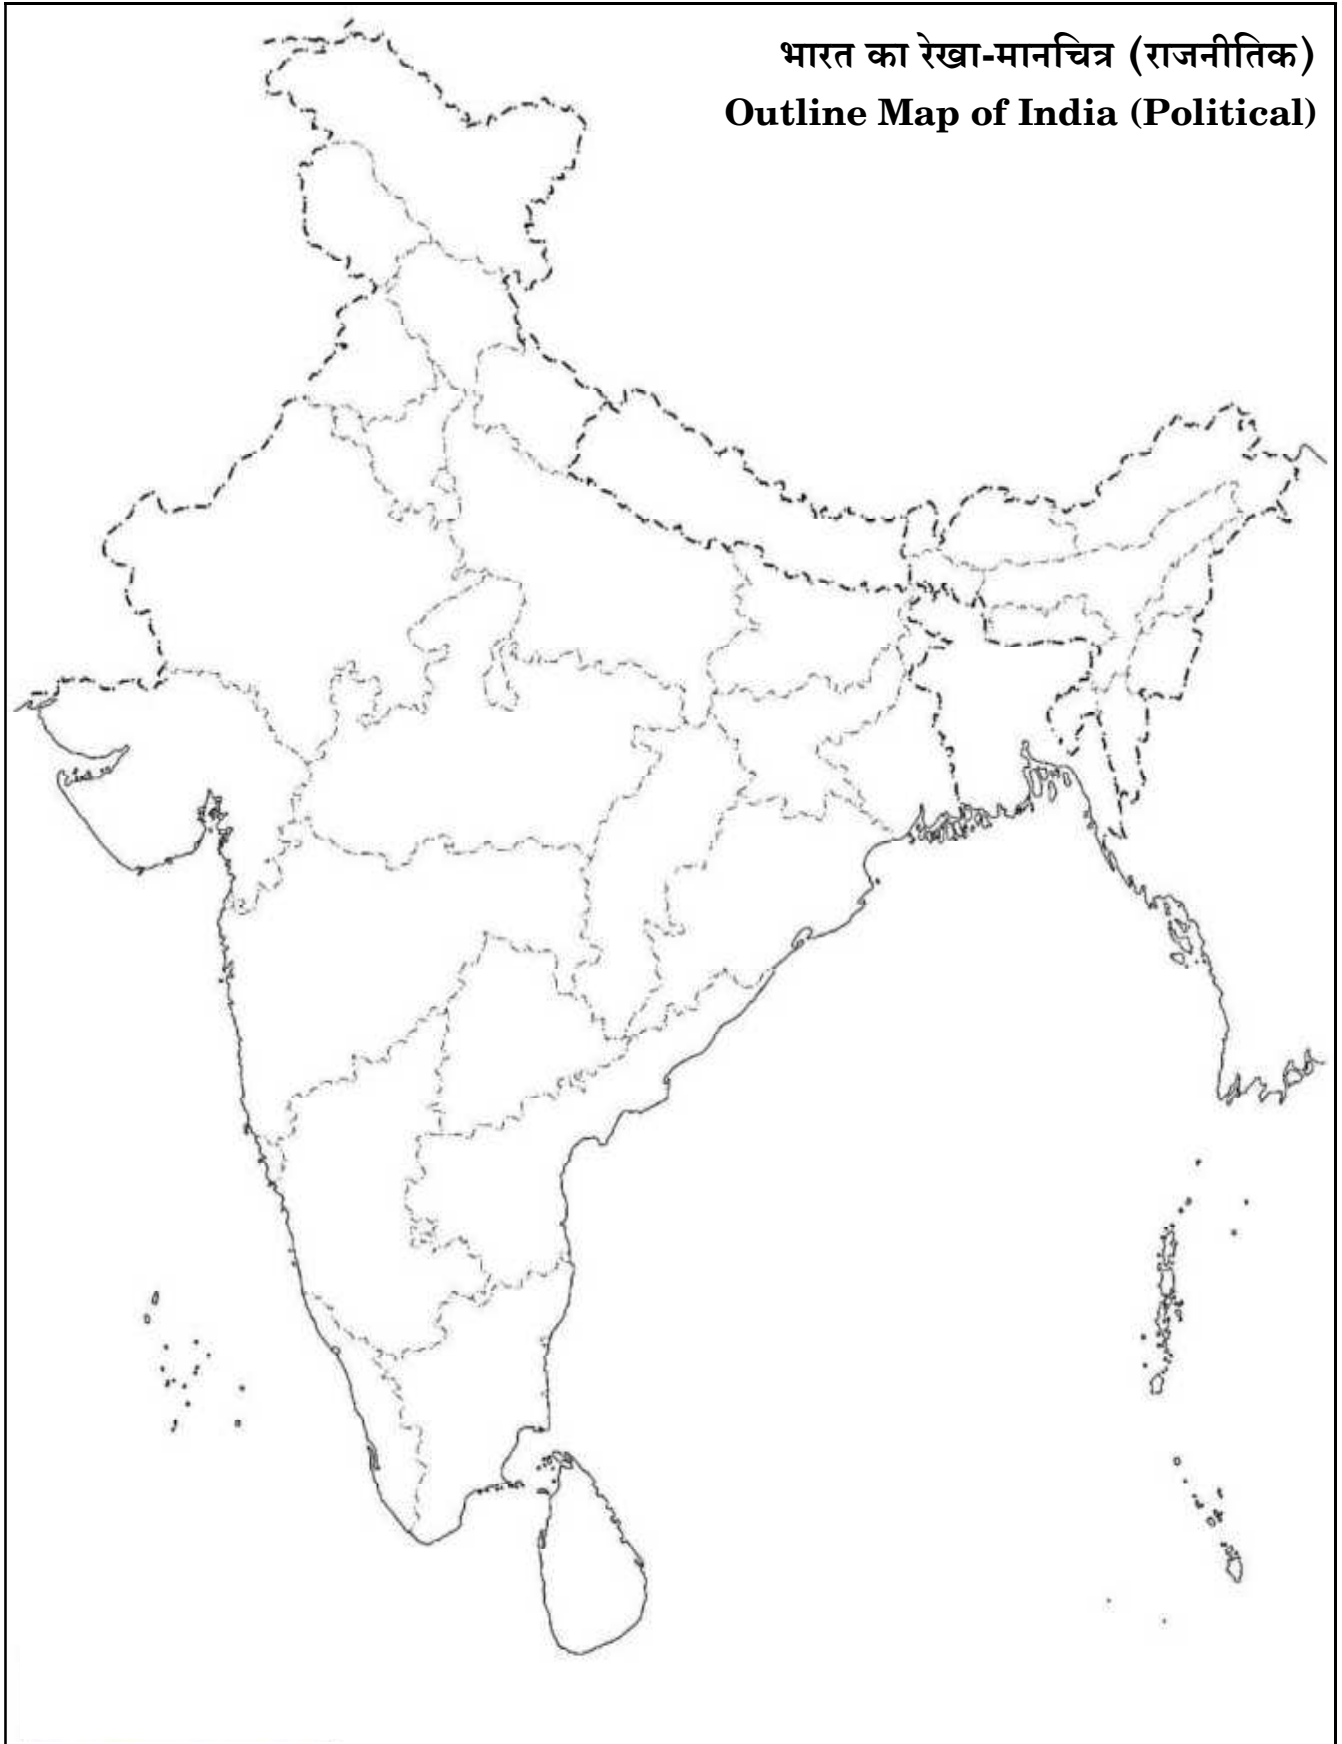 भारत का रेखा-मानचित्र (राजनीतिक)
Outline Map of India (Political)